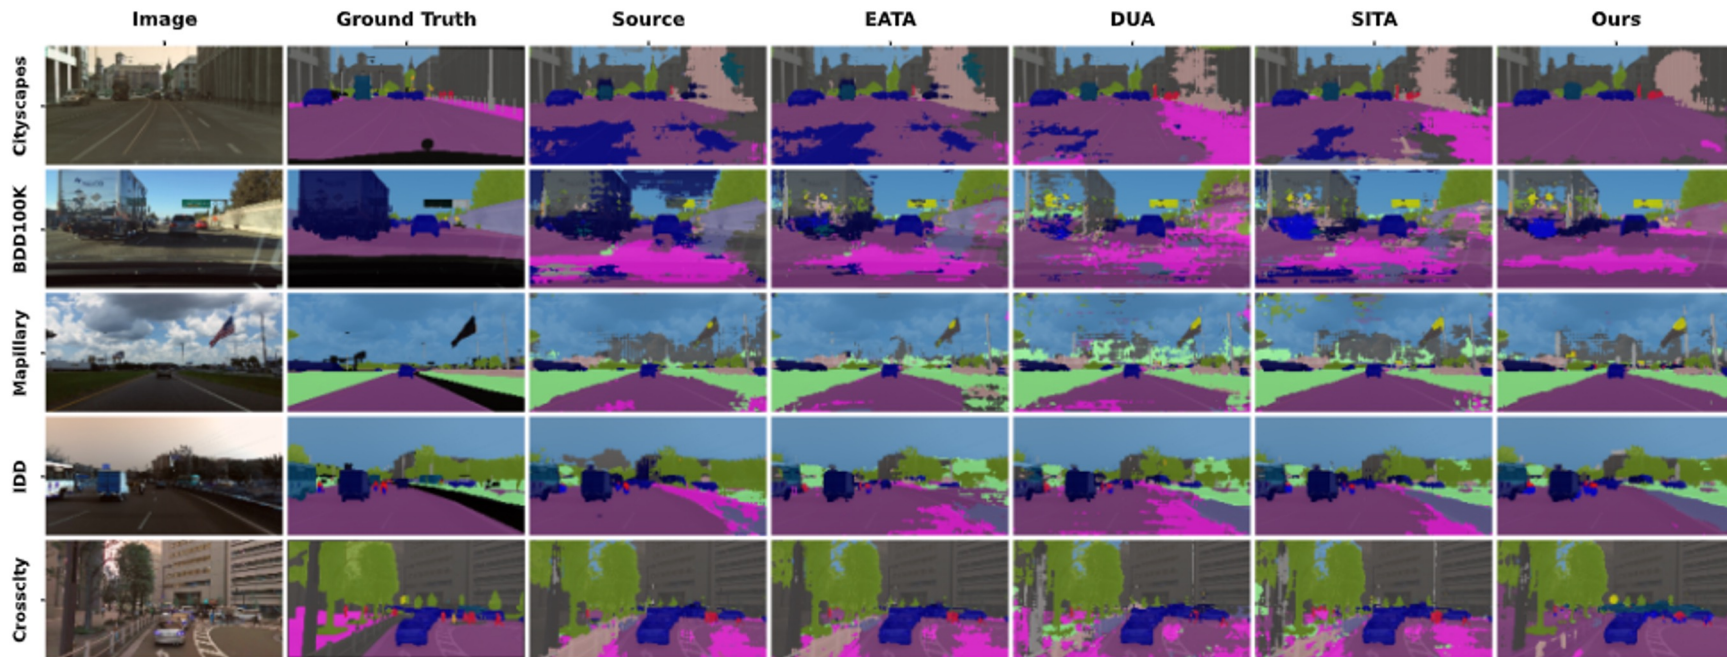 Image Ground Truth Source EATA DUA SITA Ours
Cityscapes
BDD100K
Mapillary
IDD
Crosscity